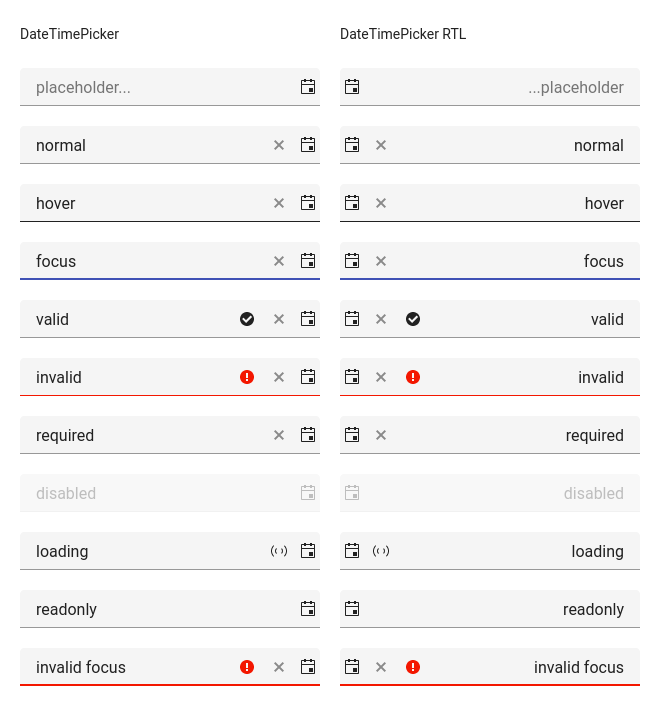 DateTimePicker
placeholder...
normal
hover
focus
valid
invalid
required
disabled
loading
readonly
invalid focus
DateTimePicker RTL
...placeholder
normal
hover
focus
valid
invalid
required
disabled
loading
readonly
invalid focus